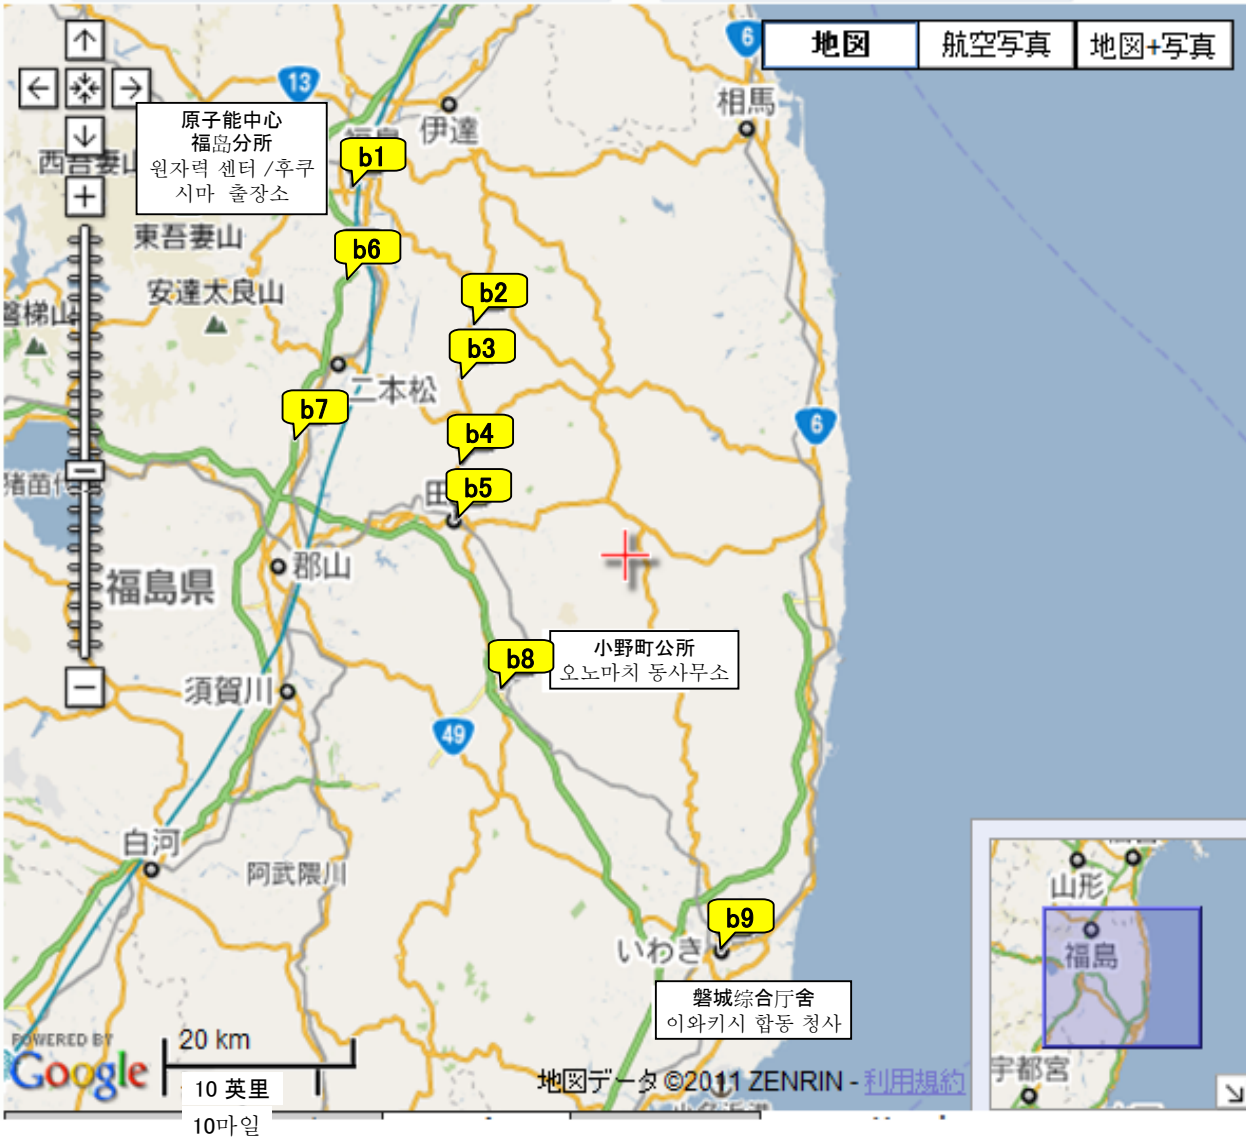 6
地図
航空写真
地図+写真
13
相馬
伊達
原子能中心
福島分所
원자력 센터 /후쿠
시마 출장소
b1
西吾妻山
東吾妻山
b6
安達太良山
b2
磐梯山
b3
二本松
b7
6
b4
猪苗代
b5
田
郡山
福島県
小野町公所
오노마치 동사무소
b8
須賀川
49
白河
阿武隈川
山形
福島
b9
いわき
磐城综合厅舍
이와키시 합동 청사
POWERED BY
Google
20 km
10 英里
10마일
地図データ ©2011 ZENRIN - 利用規約
宇都宮